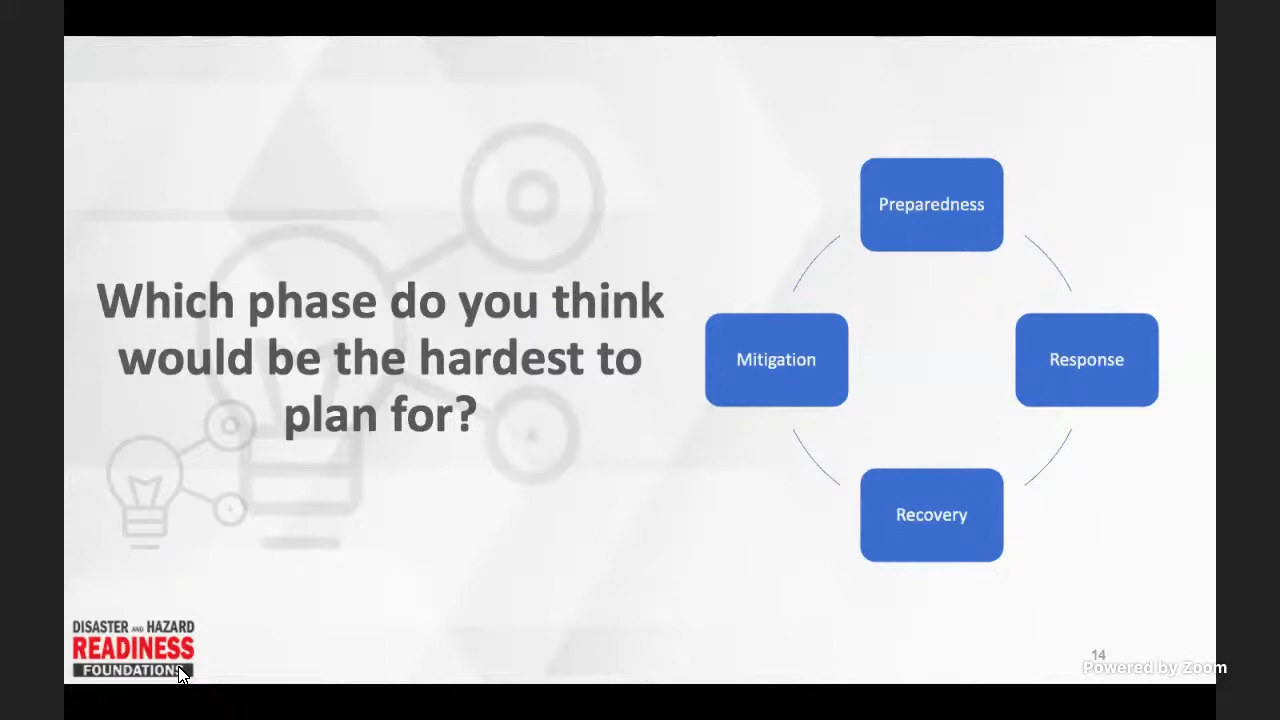 Which phase do you think
would be the hardest to
plan for?
Preparedness
Mitigation
Response
Recovery
DISASTER AND HAZARD
READINESS
FOUNDATIONS
14
Powered by Zoom